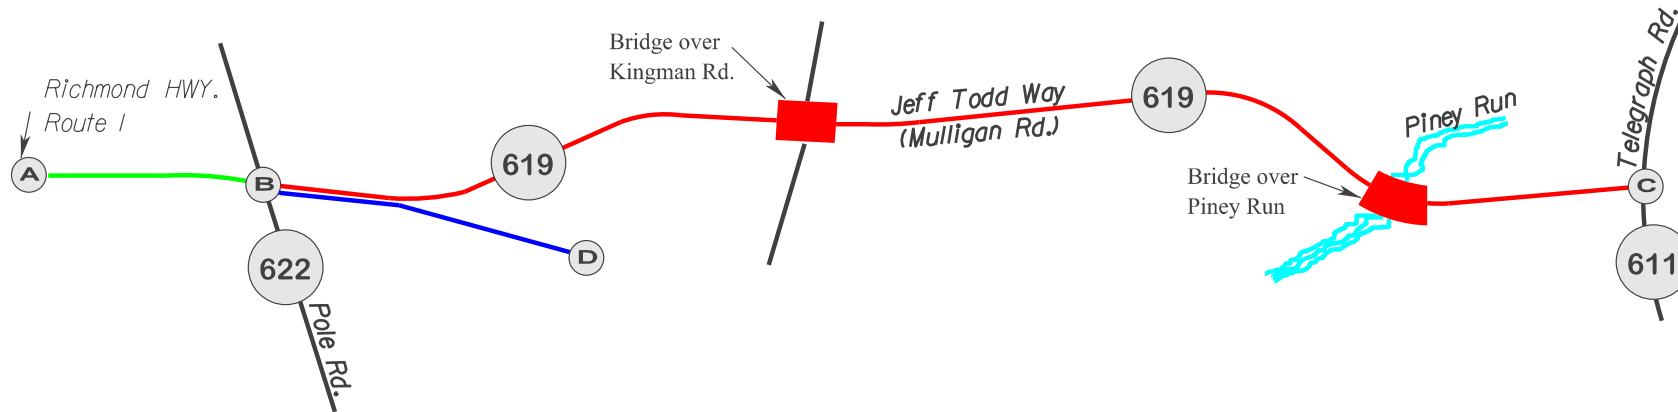 Richmond HWY.
Route 1
A
B
622
Pole Rd.
619
D
Bridge over
Kingman Rd.
Jeff Todd Way
(Mulligan Rd.)
619
Piney Run
Bridge over
Piney Run
Telegraph Rd.
C
611